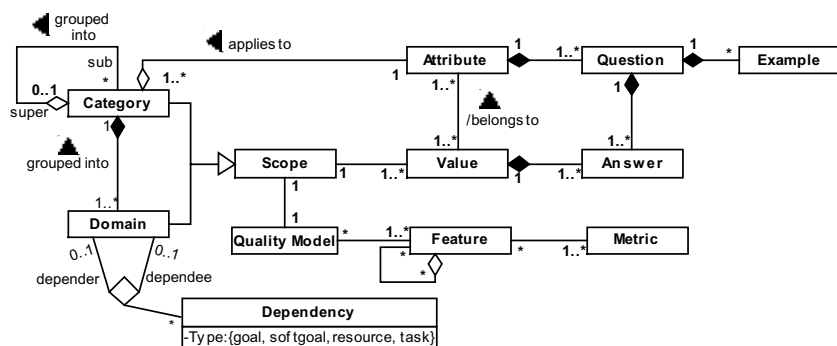 grouped
into
applies to
1
Attribute
1
1..*
Question
1
*
Example
sub
*
1..*
1
1..*
1
0..1
super
Category
1
/belongs to
grouped into
1..*
1..*
Scope
1
1..*
Value
1
1..*
Answer
1
1..*
Domain
1
Quality Model
*
1..*
Feature
*
1..*
Metric
0..1
0..1
*
*
depender
dependee
*
Dependency
-Type:{goal, softgoal, resource, task}